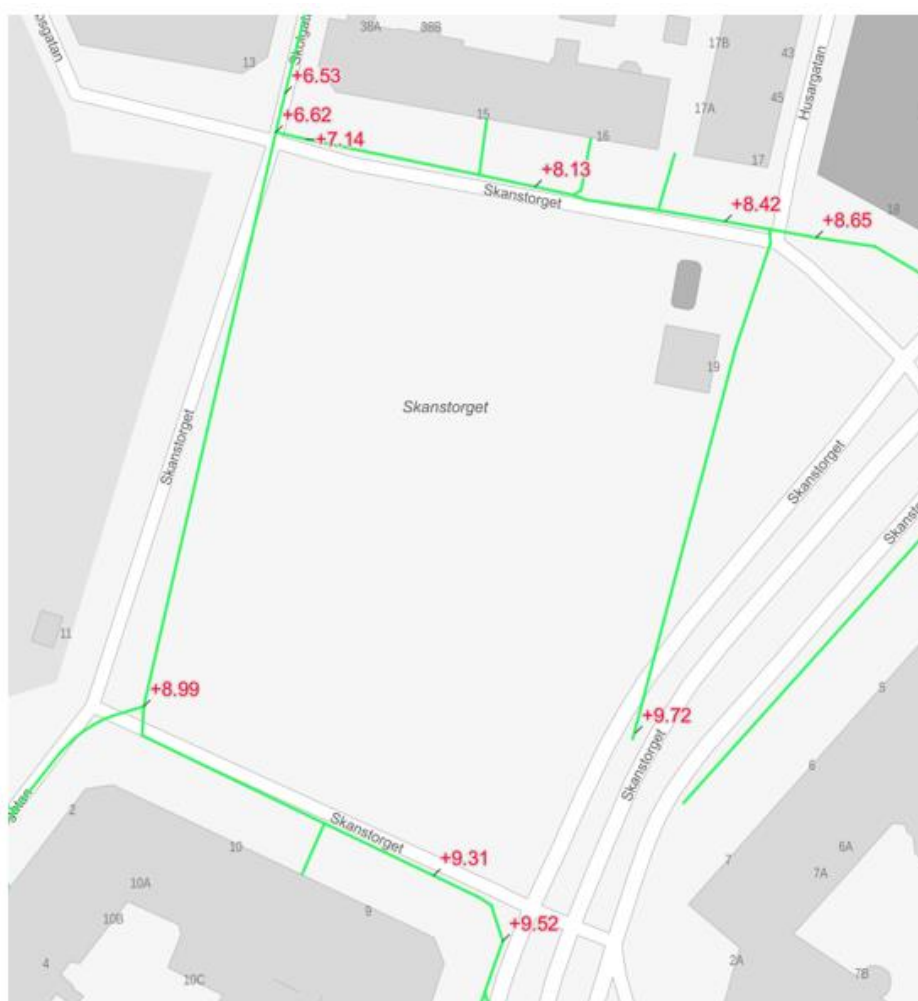 38A
38B
Skolgatan
13
17B
43
Husargatan
+6.53
45
17A
15
+6.62
+7.14
16
17
+8.13
Skanstorget
+8.42
18
+8.65
19
Skanstorget
Skanstorget
Skanstorget
11
+8.99
5
+9.72
Skanstorget
6
2
Skanstorget
10
+9.31
7
6A
7A
10A
9
10B
+9.52
2A
4
10C
7B